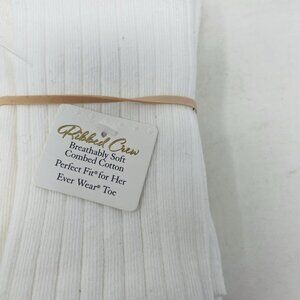 Ribbed Crew
Breathably Soft
Combed Cotton
Perfect Fit® for Her
Ever Wear® Toe